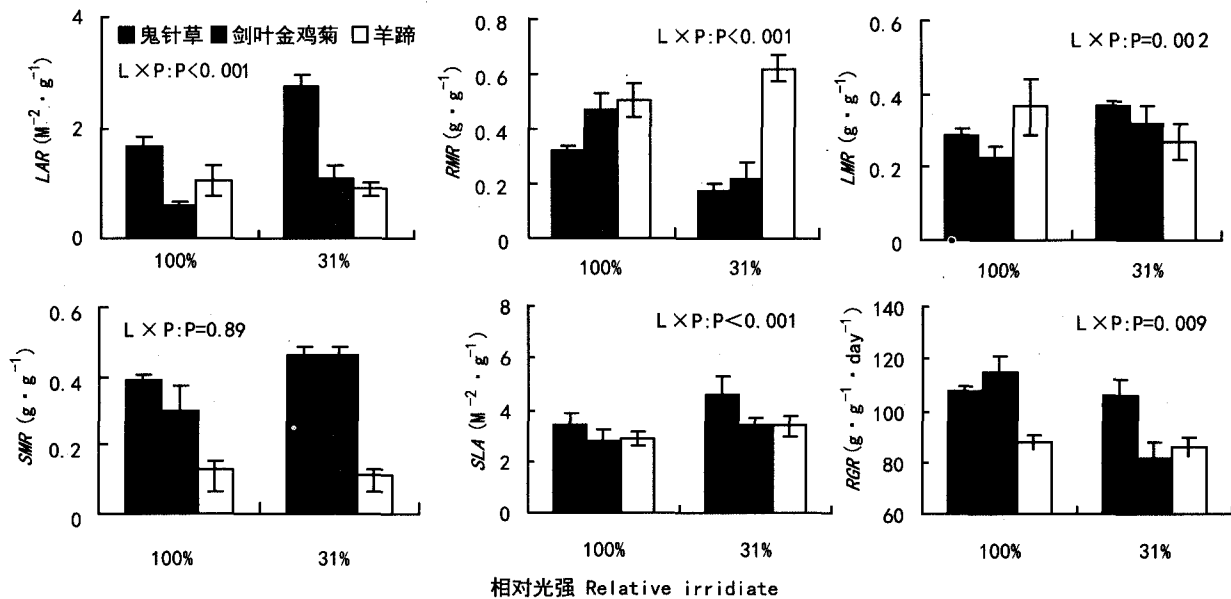 鬼针草 剑叶金鸡菊 羊蹄
L×P:P<0.001
LAR (M⁻²·g⁻¹)
4
2
0
100% 31%
L×P:P<0.001
RMR (g·g⁻¹)
0.8
0.6
0.4
0.2
0
100% 31%
L×P:P=0.002
LMR (g·g⁻¹)
0.6
0.4
0.2
0
100% 31%
L×P:P=0.89
SMR (g·g⁻¹)
0.6
0.4
0.2
0
100% 31%
L×P:P<0.001
SLA (M⁻²·g⁻¹)
8
6
4
2
0
100% 31%
L×P:P=0.009
RGR (g·g⁻¹·day⁻¹)
140
120
100
80
60
100% 31%
相对光强 Relative irridiate